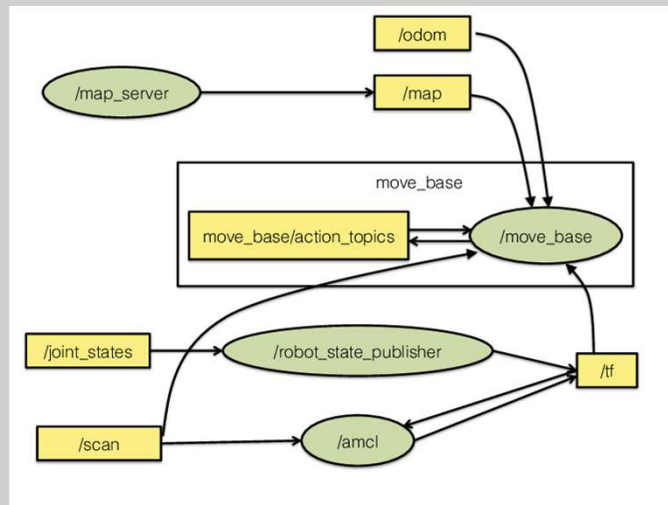 /odom
/map_server
/map
move_base
move_base/action_topics
/move_base
/joint_states
/robot_state_publisher
/tf
/scan
/amcl